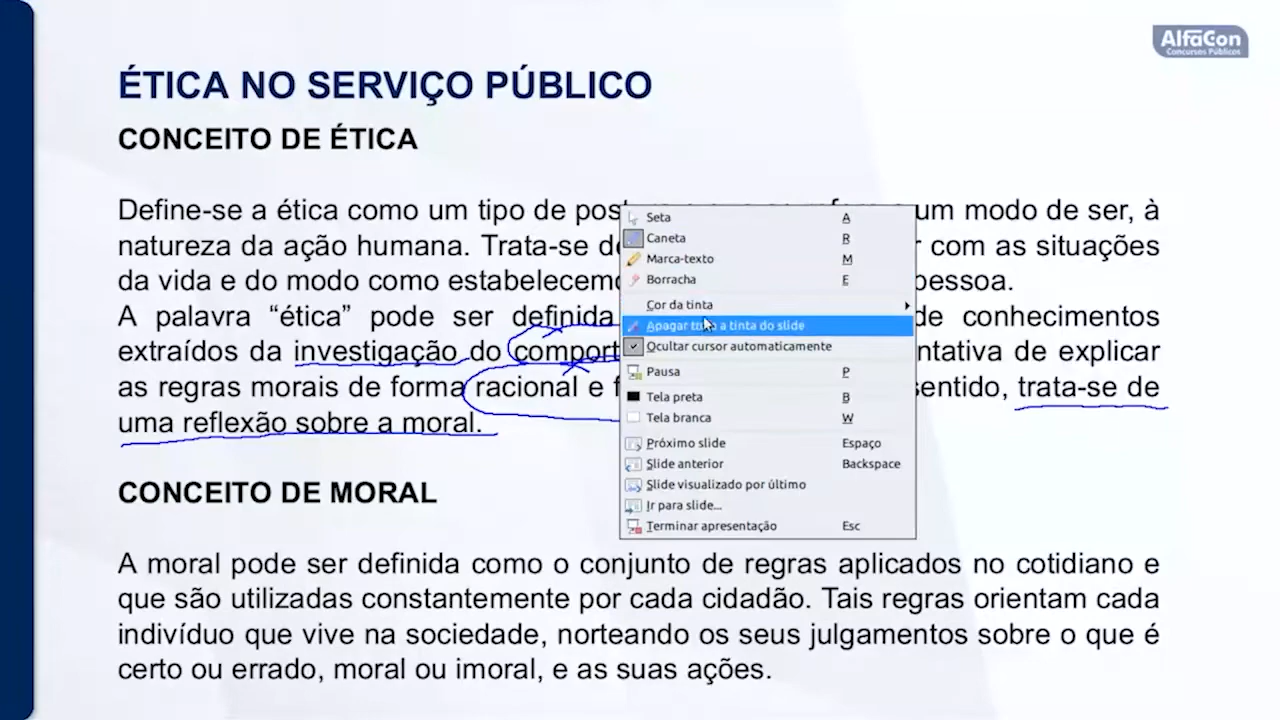 AlfaCon
Concursos Públicos
ÉTICA NO SERVIÇO PÚBLICO
CONCEITO DE ÉTICA
Define-se a ética como um tipo de um modo de ser, à
natureza da ação humana. Trata-se com as situações
da vida e do modo como pessoa.
A palavra “ética” pode ser definida de conhecimentos
extraídos da investigação do de explicar
as regras morais de forma racional e sentido, trata-se de
uma reflexão sobre a moral.
Seta A
Caneta R
Marca-texto M
Borracha E
Cor da tinta
Apagar tudo a tinta do slide
Ocultar cursor automaticamente
Pausa P
Tela preta B
Tela branca W
Próximo slide Espaço
Slide anterior Backspace
Slide visualizado por último
Ir para slide...
Terminar apresentação Esc
CONCEITO DE MORAL
A moral pode ser definida como o conjunto de regras aplicados no cotidiano e
que são utilizadas constantemente por cada cidadão. Tais regras orientam cada
indivíduo que vive na sociedade, norteando os seus julgamentos sobre o que é
certo ou errado, moral ou imoral, e as suas ações.